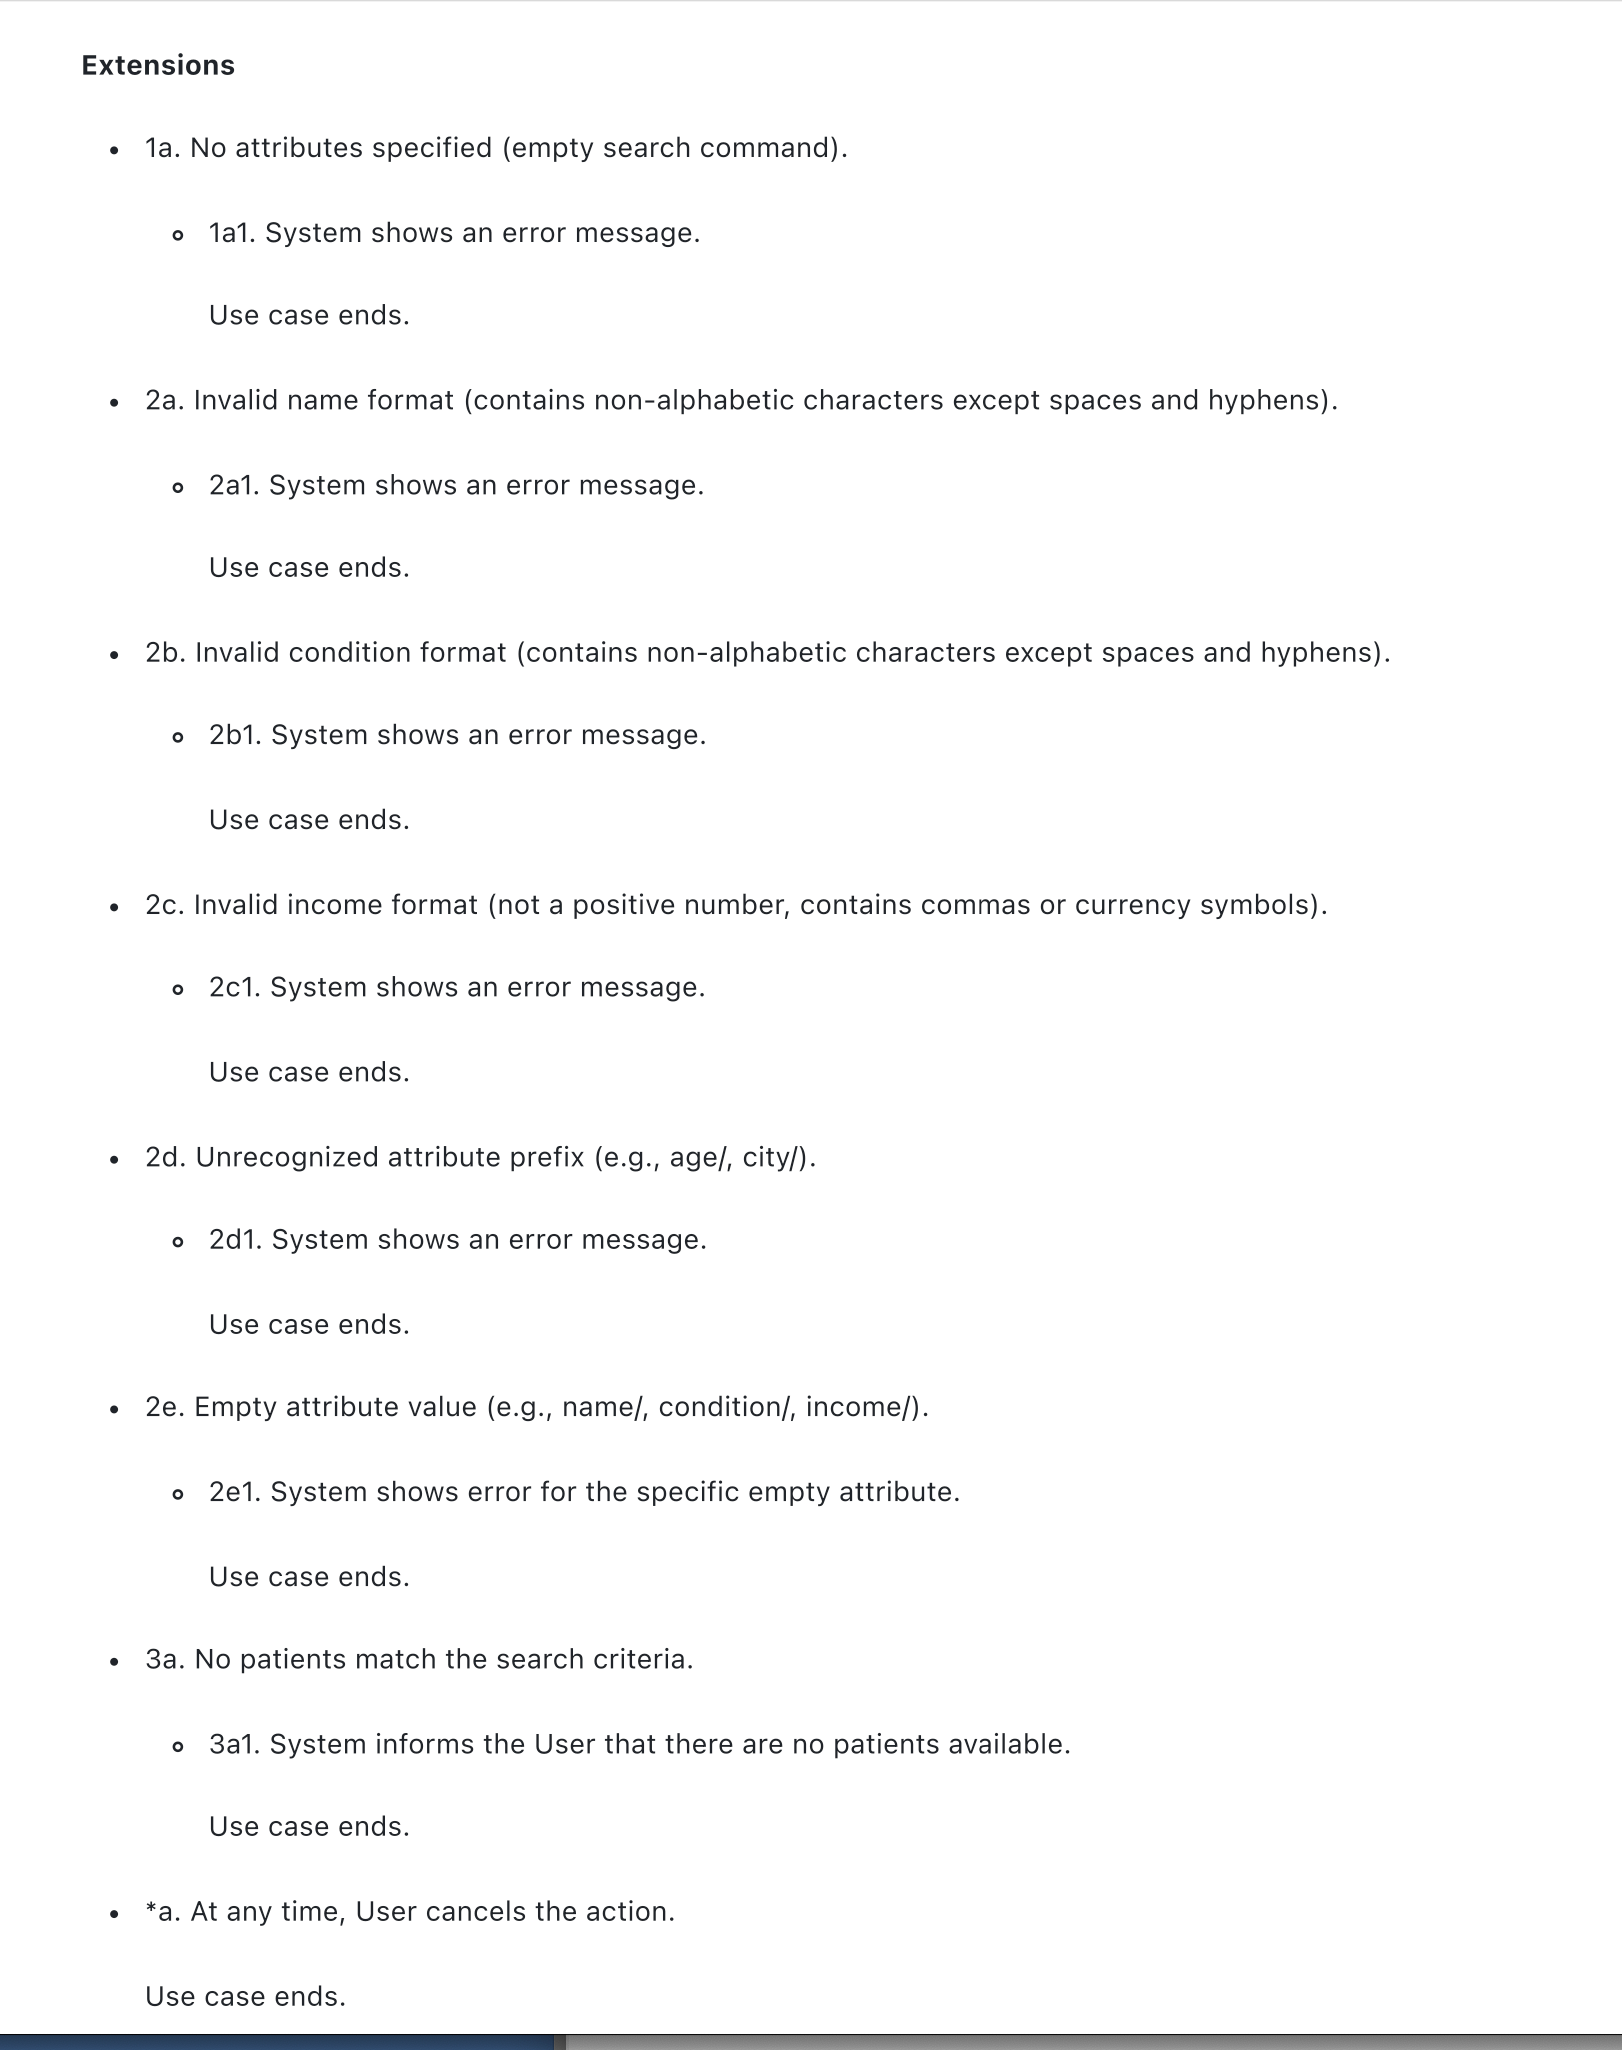 Extensions
1a. No attributes specified (empty search command).
1a1. System shows an error message.
Use case ends.
2a. Invalid name format (contains non-alphabetic characters except spaces and hyphens).
2a1. System shows an error message.
Use case ends.
2b. Invalid condition format (contains non-alphabetic characters except spaces and hyphens).
2b1. System shows an error message.
Use case ends.
2c. Invalid income format (not a positive number, contains commas or currency symbols).
2c1. System shows an error message.
Use case ends.
2d. Unrecognized attribute prefix (e.g., age/, city/).
2d1. System shows an error message.
Use case ends.
2e. Empty attribute value (e.g., name/, condition/, income/).
2e1. System shows error for the specific empty attribute.
Use case ends.
3a. No patients match the search criteria.
3a1. System informs the User that there are no patients available.
Use case ends.
*a. At any time, User cancels the action.
Use case ends.